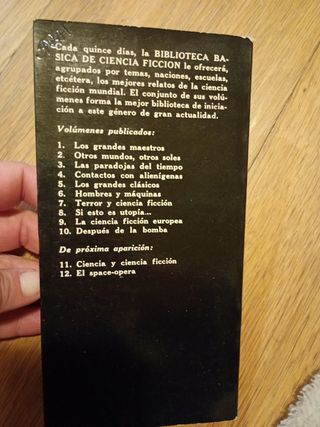 Cada quince días, la BIBLIOTECA BA-
SICA DE CIENCIA FICCION le ofrecerá,
agrupados por temas, naciones, escuelas,
etcétera, los mejores relatos de la ciencia
ficción mundial. El conjunto de sus volú-
menes forma la mejor biblioteca de inicia-
ción a este género de gran actualidad.
Volúmenes publicados:
1. Los grandes maestros
2. Otros mundos, otros soles
3. Las paradojas del tiempo
4. Contactos con alienígenas
5. Los grandes clásicos
6. Hombres y máquinas
7. Terror y ciencia ficción
8. Si esto es utopía...
9. La ciencia ficción europea
10. Después de la bomba
De próxima aparición:
11. Ciencia y ciencia ficción
12. El space-opera